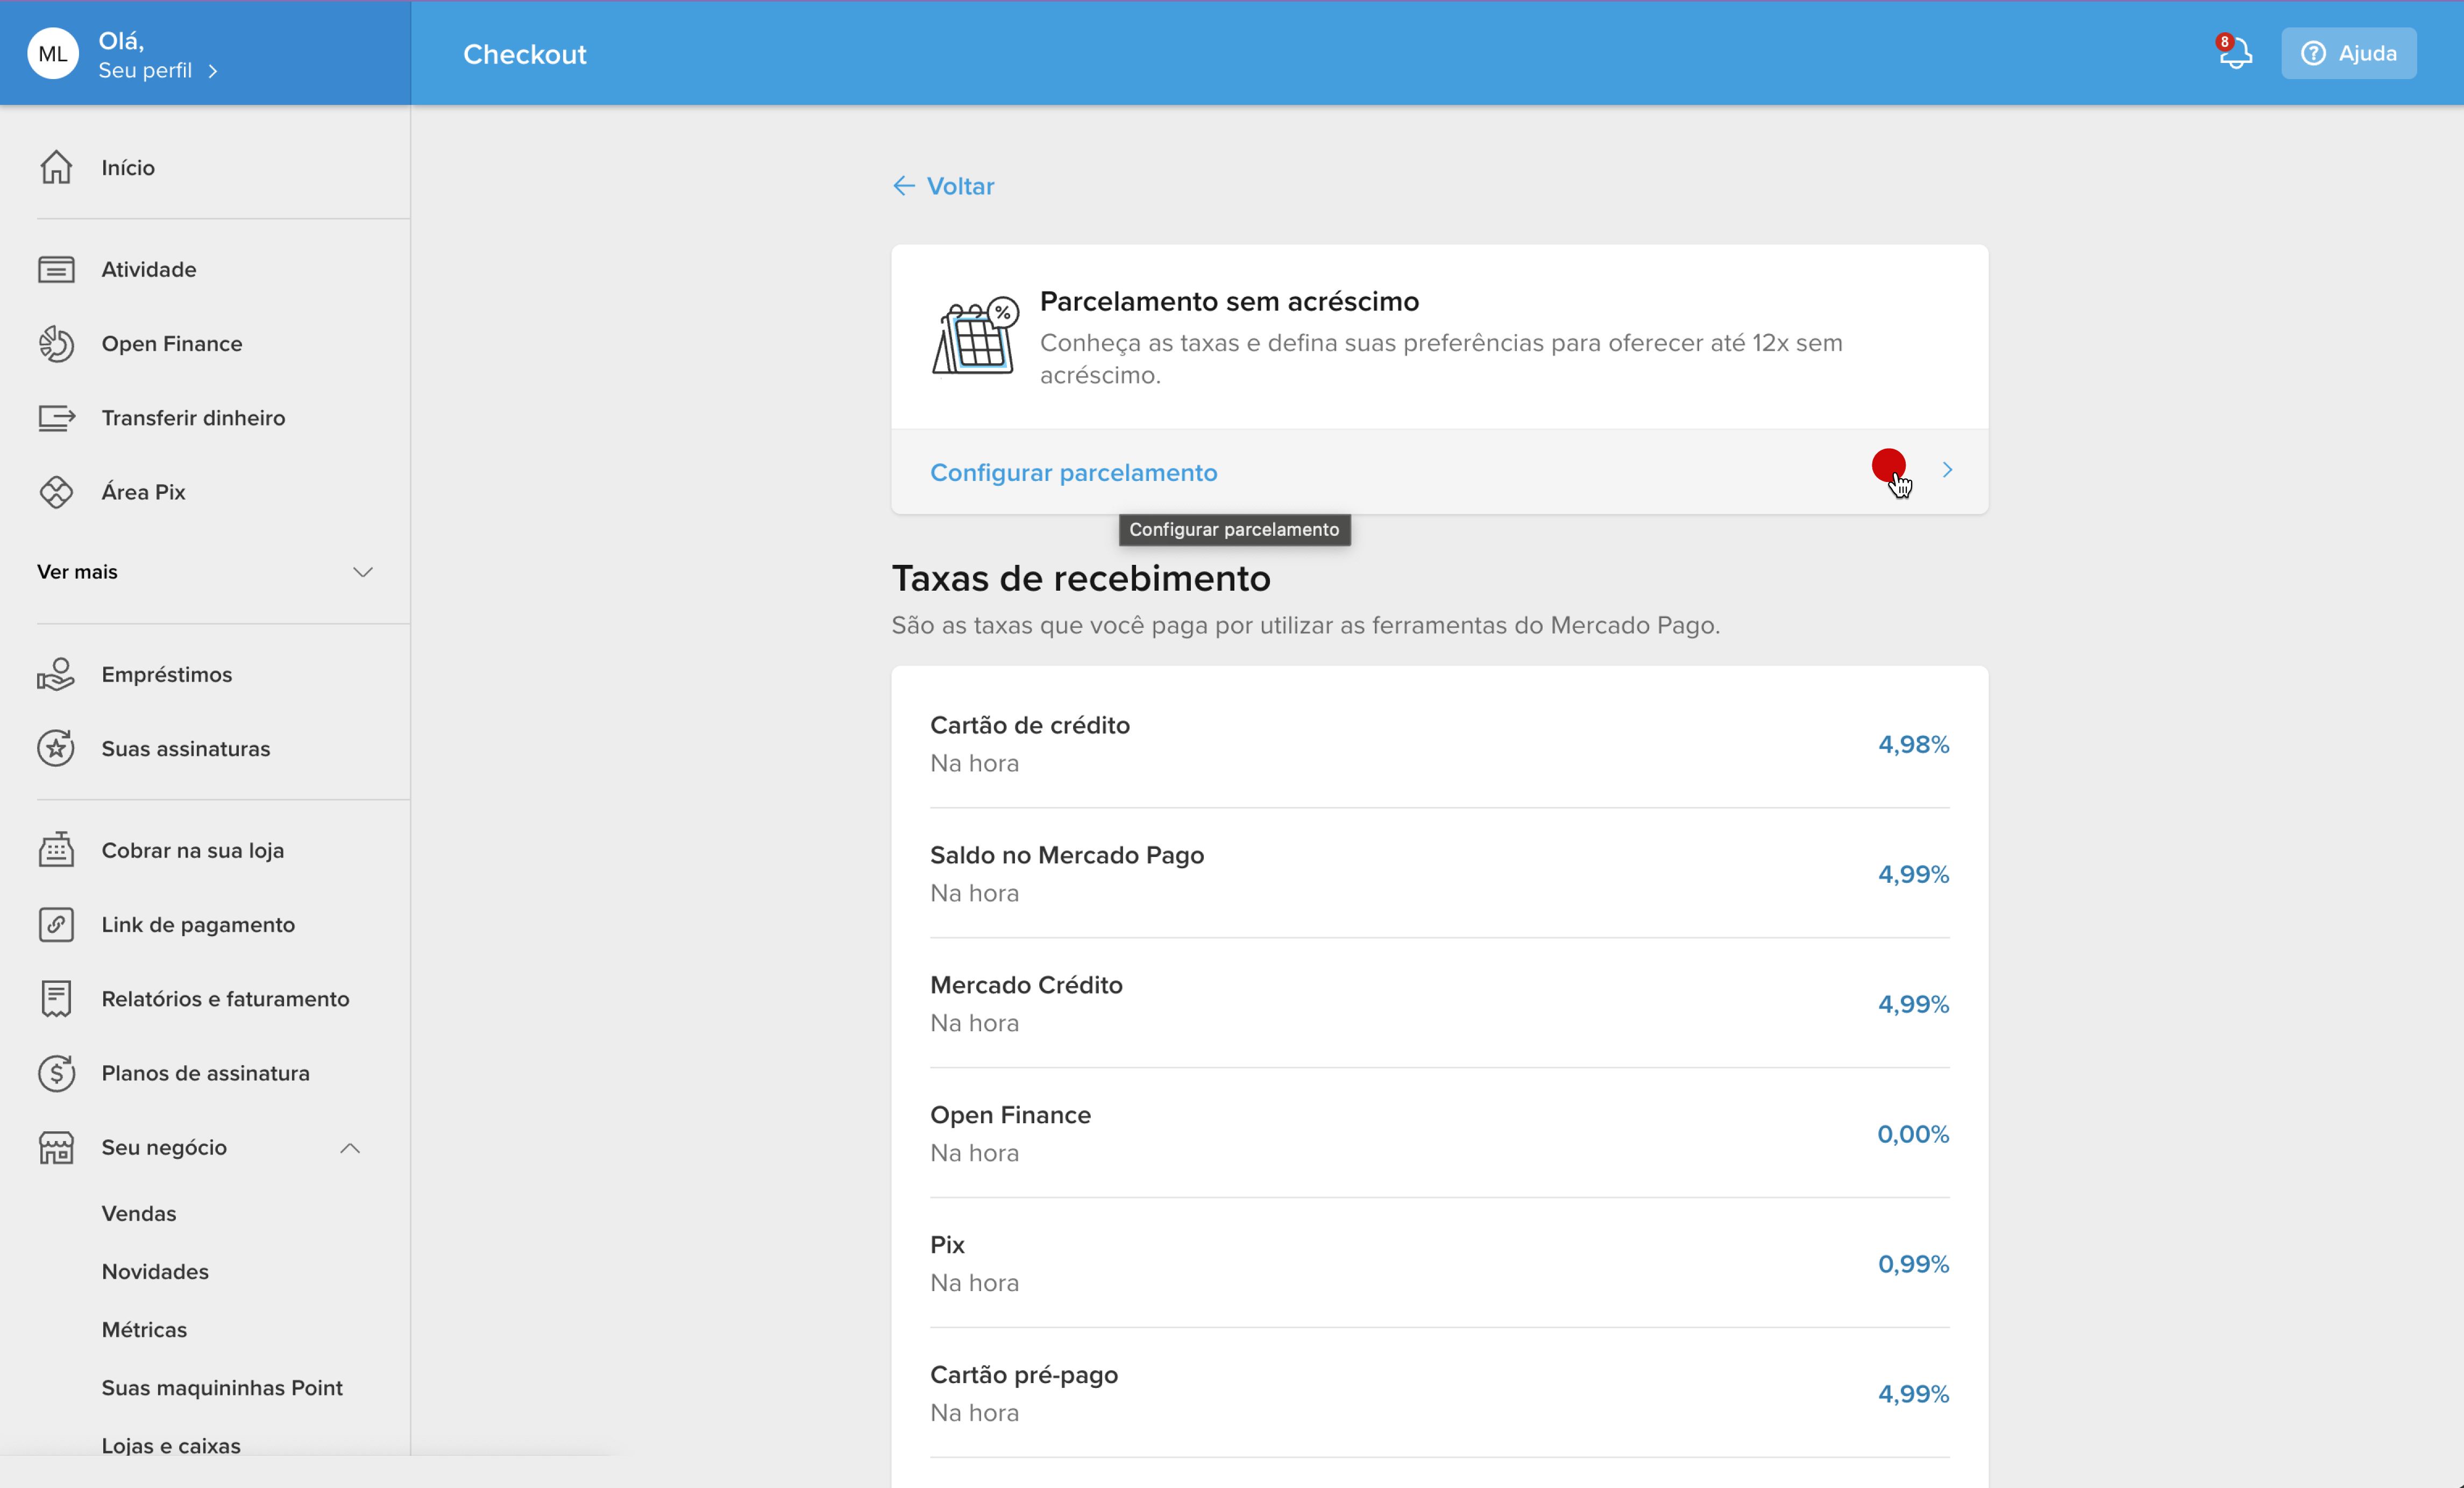 ML
Olá,
Seu perfil
Checkout
8
Ajuda
Início
Atividade
Open Finance
Transferir dinheiro
Área Pix
Ver mais
Empréstimos
Suas assinaturas
Cobrar na sua loja
Link de pagamento
Relatórios e faturamento
Planos de assinatura
Seu negócio
Vendas
Novidades
Métricas
Suas maquininhas Point
Lojas e caixas
Voltar
%
Parcelamento sem acréscimo
Conheça as taxas e defina suas preferências para oferecer até 12x sem
acréscimo.
Configurar parcelamento
Configurar parcelamento
Taxas de recebimento
São as taxas que você paga por utilizar as ferramentas do Mercado Pago.
Cartão de crédito
Na hora
4,98%
Saldo no Mercado Pago
Na hora
4,99%
Mercado Crédito
Na hora
4,99%
Open Finance
Na hora
0,00%
Pix
Na hora
0,99%
Cartão pré-pago
Na hora
4,99%